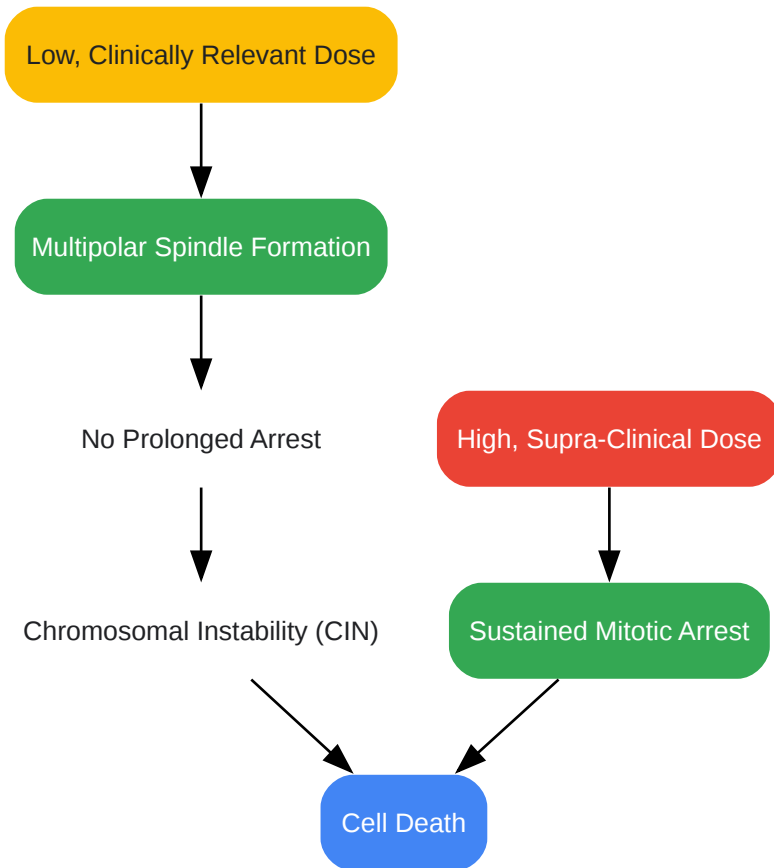 Low, Clinically Relevant Dose
Multipolar Spindle Formation
No Prolonged Arrest
High, Supra-Clinical Dose
Chromosomal Instability (CIN)
Sustained Mitotic Arrest
Cell Death